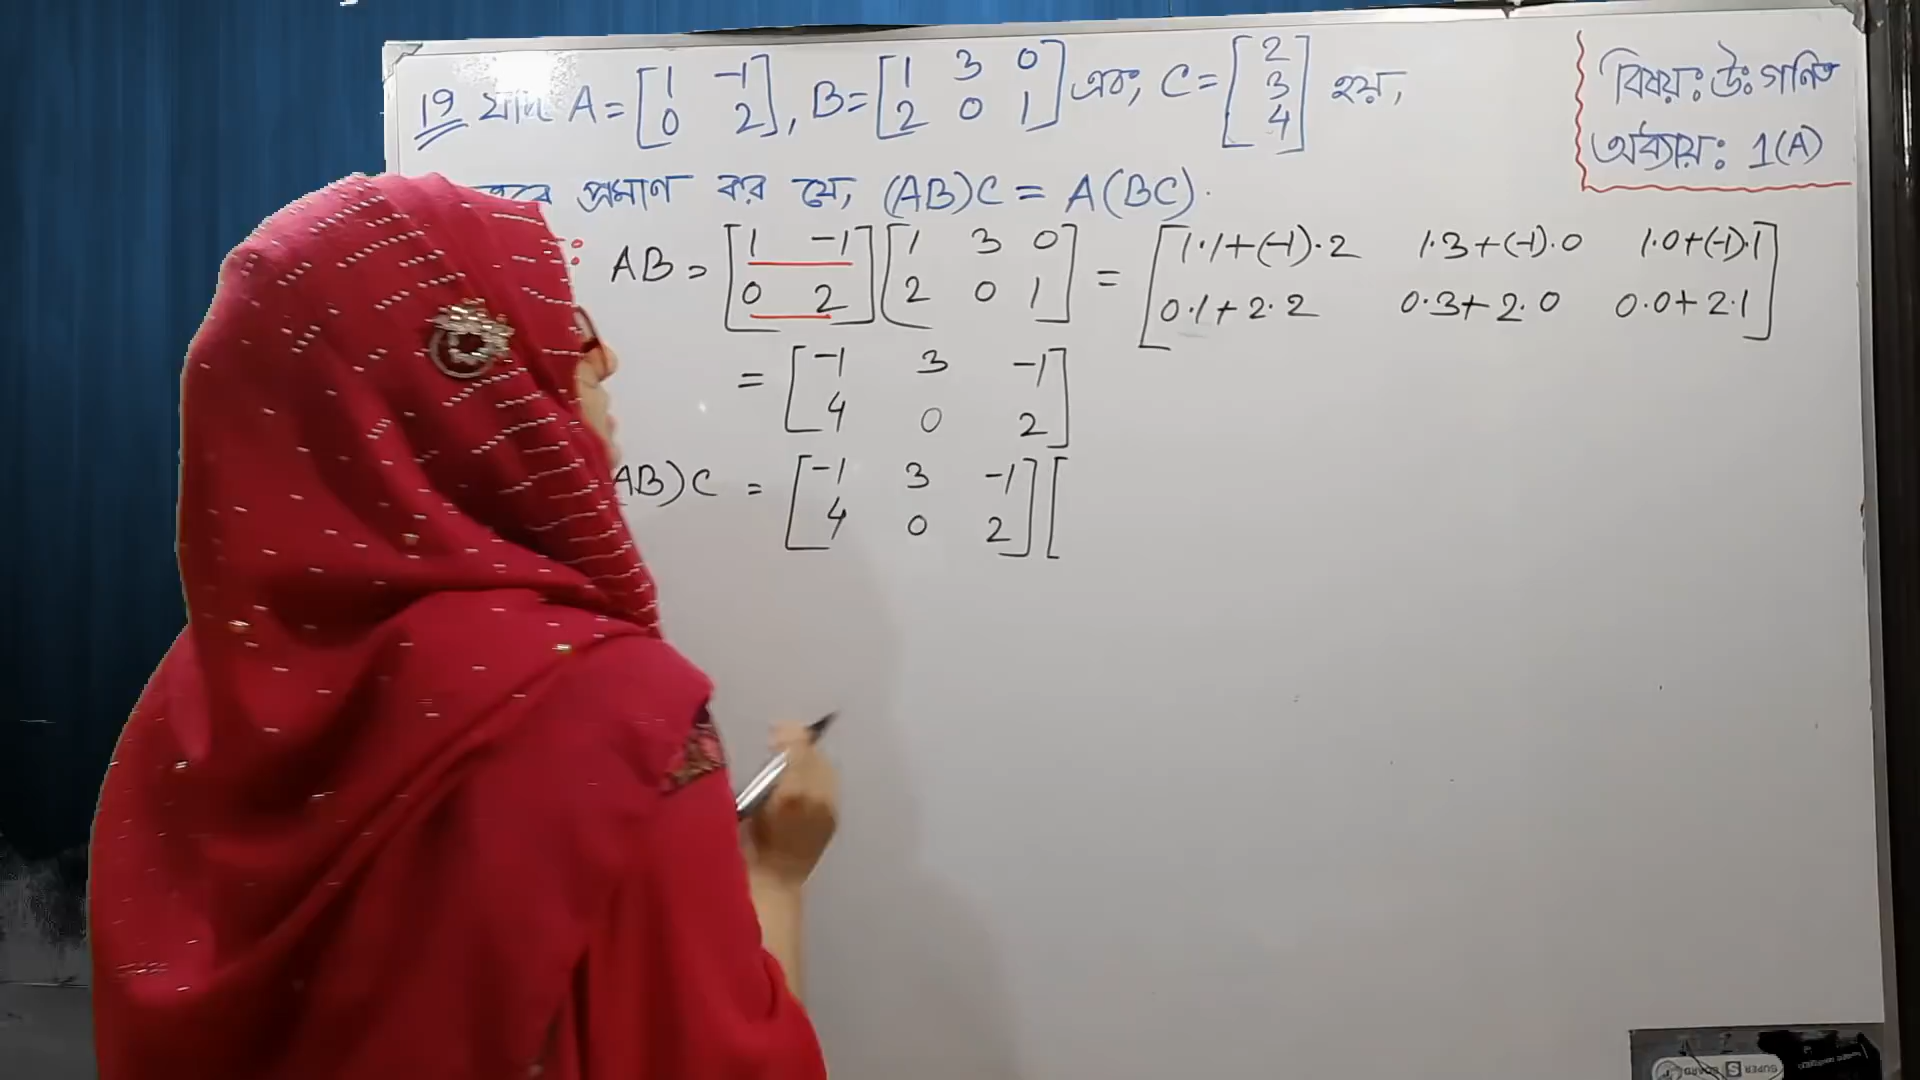 19 যদি A = [1 -1; 0 2], B = [1 3 0; 2 0 1] এবং, C = [2; 3; 4] হয়,
প্রমাণ কর যে, (AB)C = A(BC).
বিষয়: উঃ গণিত
অধ্যায়: 1(A)
: AB = [1 -1; 0 2] [1 3 0; 2 0 1] = [1·1+(-1)·2 1·3+(-1)·0 1·0+(-1)·1; 0·1+2·2 0·3+2·0 0·0+2·1]
= [-1 3 -1; 4 0 2]
AB)C = [-1 3 -1; 4 0 2] [
SUPER BOARD